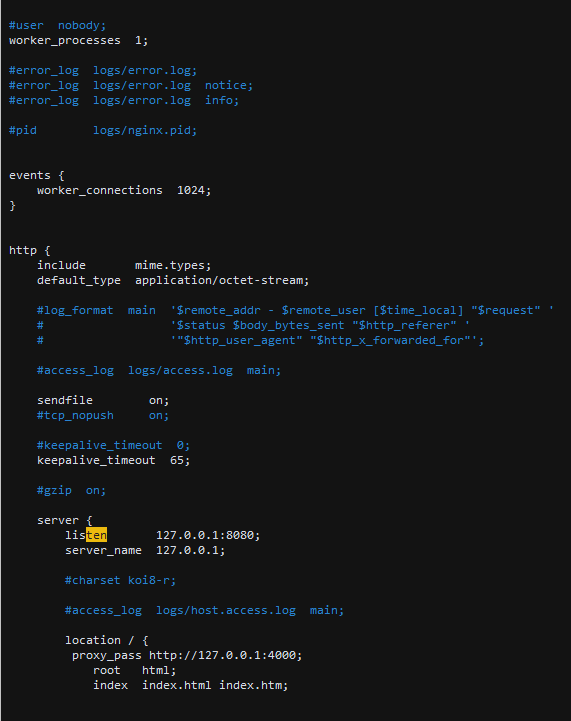 #user  nobody;
worker_processes  1;
#error_log  logs/error.log;
#error_log  logs/error.log  notice;
#error_log  logs/error.log  info;
#pid        logs/nginx.pid;
events {
    worker_connections  1024;
}
http {
    include       mime.types;
    default_type  application/octet-stream;
    #log_format  main  '$remote_addr - $remote_user [$time_local] "$request" '
    #                  '$status $body_bytes_sent "$http_referer" '
    #                  '"$http_user_agent" "$http_x_forwarded_for"';
    #access_log  logs/access.log  main;
    sendfile        on;
    #tcp_nopush     on;
    #keepalive_timeout  0;
    keepalive_timeout  65;
    #gzip  on;
    server {
        listen       127.0.0.1:8080;
        server_name  127.0.0.1;
        #charset koi8-r;
        #access_log  logs/host.access.log  main;
        location / {
         proxy_pass http://127.0.0.1:4000;
            root   html;
            index  index.html index.htm;